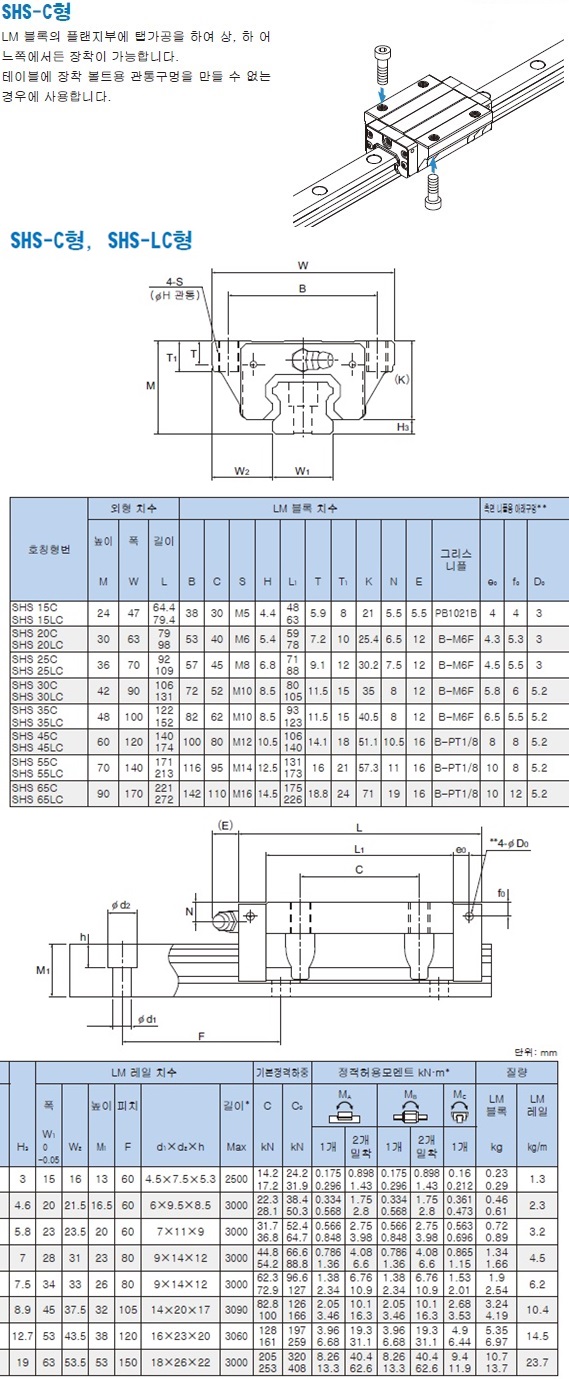 SHS-C형
LM 블록의 플랜지부에 탭가공을 하여 상, 하 어
느쪽에서든 장착이 가능합니다.
테이블에 장착 볼트용 관통구멍을 만들 수 없는
경우에 사용합니다.
SHS-C형, SHS-LC형
W
4-S
(øH 관통)
B
T1 T
M
(K)
H3
W2 W1
호칭형번 외형 치수 LM 블록 치수 측면 니플용 아래구멍**
높이 폭 길이 그리스
니플
M W L B C S H L1 T T1 K N E e0 f0 D0
SHS 15C 24 47 64.4 38 30 M5 4.4 48 5.9 8 21 5.5 5.5 PB1021B 4 4 3
SHS 15LC 79.4 63
SHS 20C 30 63 79 53 40 M6 5.4 59 7.2 10 25.4 6.5 12 B-M6F 4.3 5.3 3
SHS 20LC 98 78
SHS 25C 36 70 92 57 45 M8 6.8 71 9.1 12 30.2 7.5 12 B-M6F 4.5 5.5 3
SHS 25LC 109 88
SHS 30C 42 90 106 72 52 M10 8.5 80 11.5 15 35 8 12 B-M6F 5.8 6 5.2
SHS 30LC 131 105
SHS 35C 48 100 122 82 62 M10 8.5 93 11.5 15 40.5 8 12 B-M6F 6.5 5.5 5.2
SHS 35LC 152 123
SHS 45C 60 120 140 100 80 M12 10.5 106 14.1 18 51.1 10.5 16 B-PT1/8 8 8 5.2
SHS 45LC 174 140
SHS 55C 70 140 171 116 95 M14 12.5 131 16 21 57.3 11 16 B-PT1/8 10 8 5.2
SHS 55LC 213 173
SHS 65C 90 170 221 142 110 M16 14.5 175 18.8 24 71 19 16 B-PT1/8 10 12 5.2
SHS 65LC 272 226
(E) L
L1 e0 **4-øD0
C
f0
N
ød2
h
M1
ød1
F
단위: mm
LM 레일 치수 기본정격하중 정적허용모멘트 kN·m* 질량
폭 높이 피치 길이* C C0 MA MB MC LM
블록 LM
레일
H3 W1
0
-0.05 W2 M1 F d1×d2×h Max kN kN 1개 2개
밀착 1개 2개
밀착 1개 kg kg/m
3 15 16 13 60 4.5×7.5×5.3 2500 14.2 24.2 0.175 0.898 0.175 0.898 0.16 0.23 1.3
17.2 31.9 0.296 1.43 0.296 1.43 0.212 0.29
4.6 20 21.5 16.5 60 6×9.5×8.5 3000 22.3 38.4 0.334 1.75 0.334 1.75 0.361 0.46 2.3
28.1 50.3 0.568 2.8 0.568 2.8 0.473 0.61
5.8 23 23.5 20 60 7×11×9 3000 31.7 52.4 0.566 2.75 0.566 2.75 0.563 0.72 3.2
36.8 64.7 0.848 3.98 0.848 3.98 0.696 0.89
7 28 31 23 80 9×14×12 3000 44.8 66.6 0.786 4.08 0.786 4.08 0.865 1.34 4.5
54.2 88.8 1.36 6.6 1.36 6.6 1.15 1.66
7.5 34 33 26 80 9×14×12 3000 62.3 96.6 1.38 6.76 1.38 6.76 1.53 1.9 6.2
72.9 127 2.34 10.9 2.34 10.9 2.01 2.54
8.9 45 37.5 32 105 14×20×17 3090 82.8 126 2.05 10.1 2.05 10.1 2.68 3.24 10.4
100 166 3.46 16.3 3.46 16.3 3.53 4.19
12.7 53 43.5 38 120 16×23×20 3060 128 197 3.96 19.3 3.96 19.3 4.9 5.35 14.5
161 259 6.68 31.1 6.68 31.1 6.44 6.97
19 63 53.5 53 150 18×26×22 3000 205 320 8.26 40.4 8.26 40.4 9.4 10.7 23.7
253 408 13.3 62.6 13.3 62.6 11.9 13.7